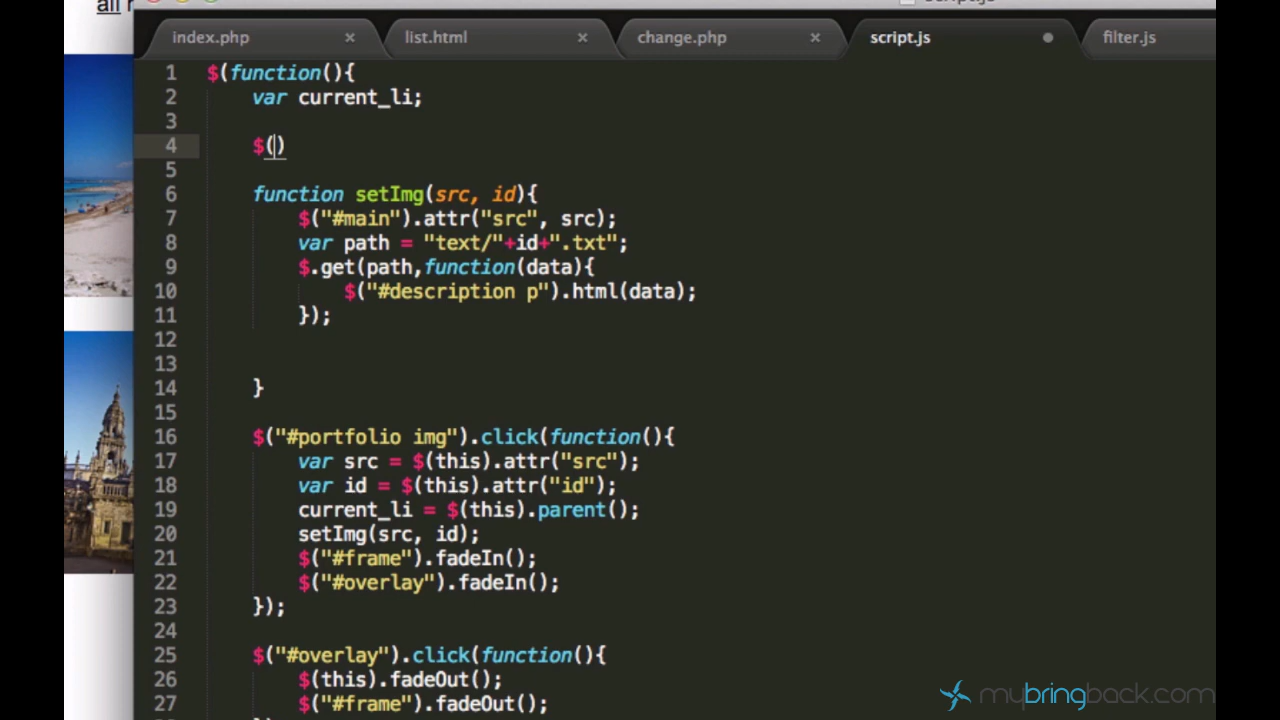 all
index.php
list.html
change.php
script.js
filter.js
1 $(function(){
2 var current_li;
3
4 $()
5
6 function setImg(src, id){
7 $("#main").attr("src", src);
8 var path = "text/"+id+".txt";
9 $.get(path,function(data){
10 $("#description p").html(data);
11 });
12
13
14 }
15
16 $("#portfolio img").click(function(){
17 var src = $(this).attr("src");
18 var id = $(this).attr("id");
19 current_li = $(this).parent();
20 setImg(src, id);
21 $("#frame").fadeIn();
22 $("#overlay").fadeIn();
23 });
24
25 $("#overlay").click(function(){
26 $(this).fadeOut();
27 $("#frame").fadeOut();
mybringback.com